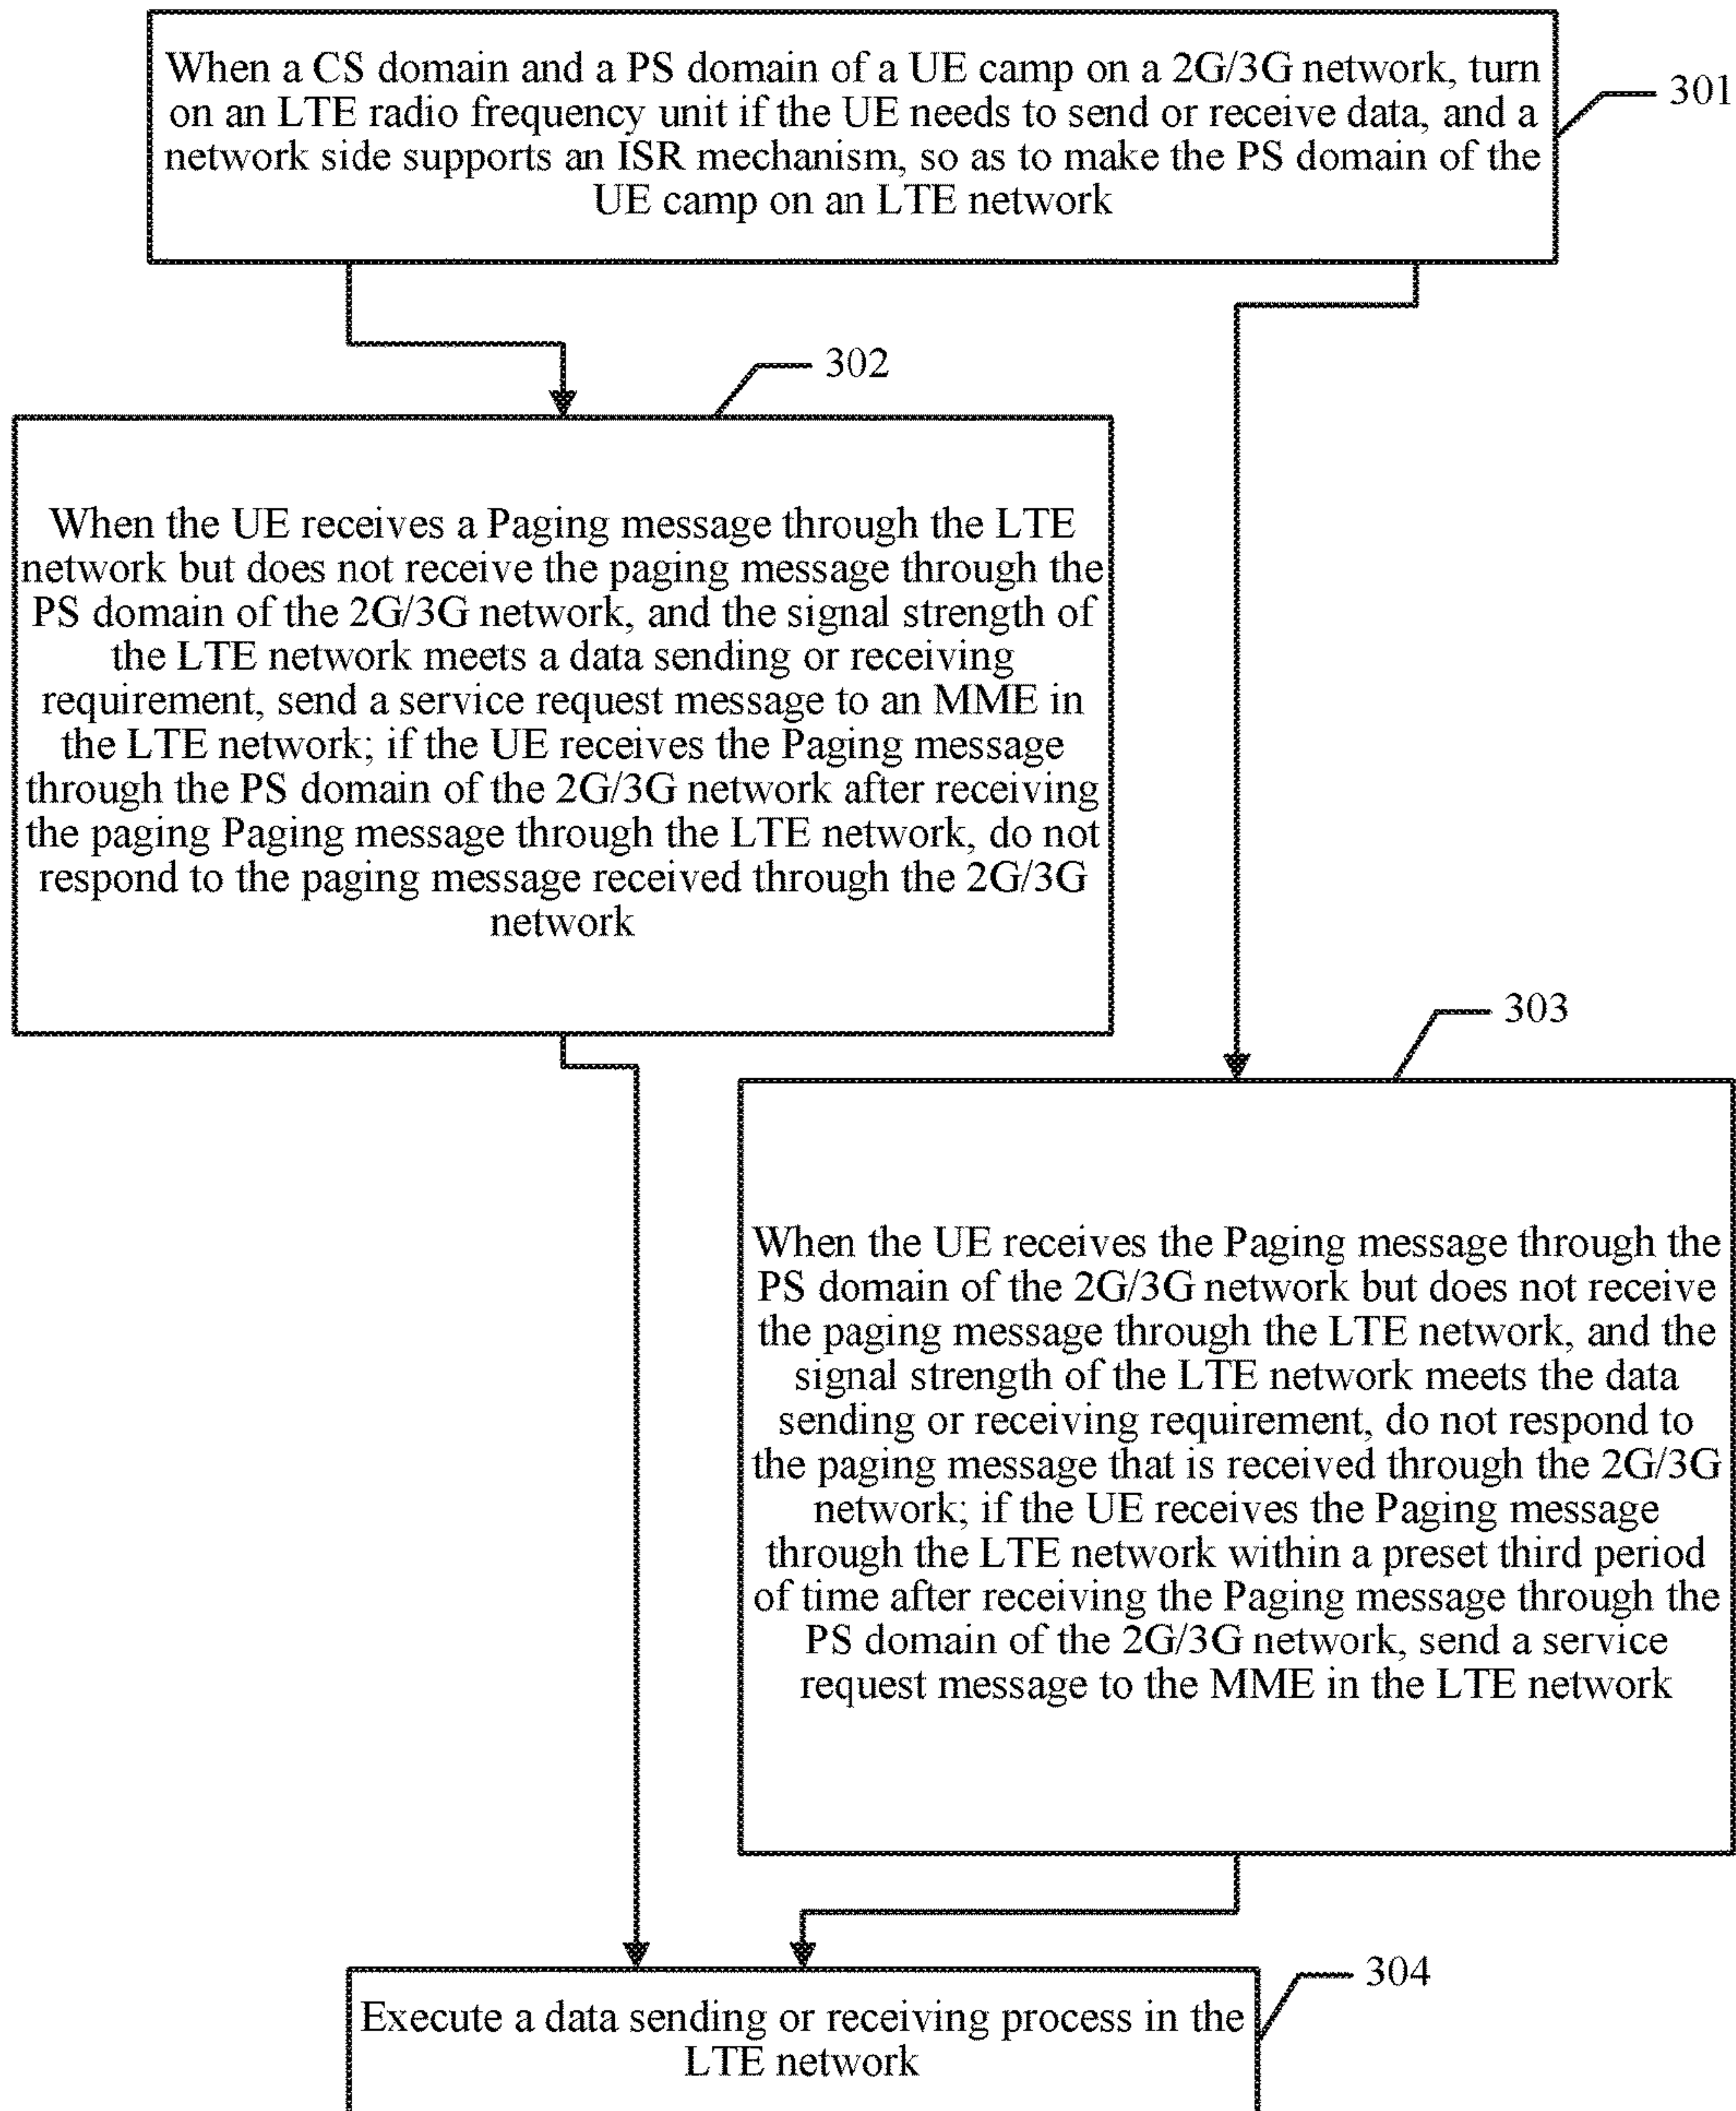 When a CS domain and a PS domain of a UE camp on a 2G/3G network, turn
on an LTE radio frequency unit if the UE needs to send or receive data, and a
network side supports an ISR mechanism, so as to make the PS domain of the
UE camp on an LTE network
301
302
When the UE receives a Paging message through the LTE
network but does not receive the paging message through the
PS domain of the 2G/3G network, and the signal strength of
the LTE network meets a data sending or receiving
requirement, send a service request message to an MME in
the LTE network; if the UE receives the Paging message
through the PS domain of the 2G/3G network after receiving
the paging Paging message through the LTE network, do not
respond to the paging message received through the 2G/3G
network
303
When the UE receives the Paging message through the
PS domain of the 2G/3G network but does not receive
the paging message through the LTE network, and the
signal strength of the LTE network meets the data
sending or receiving requirement, do not respond to
the paging message that is received through the 2G/3G
network; if the UE receives the Paging message
through the LTE network within a preset third period
of time after receiving the Paging message through the
PS domain of the 2G/3G network, send a service
request message to the MME in the LTE network
304
Execute a data sending or receiving process in the
LTE network